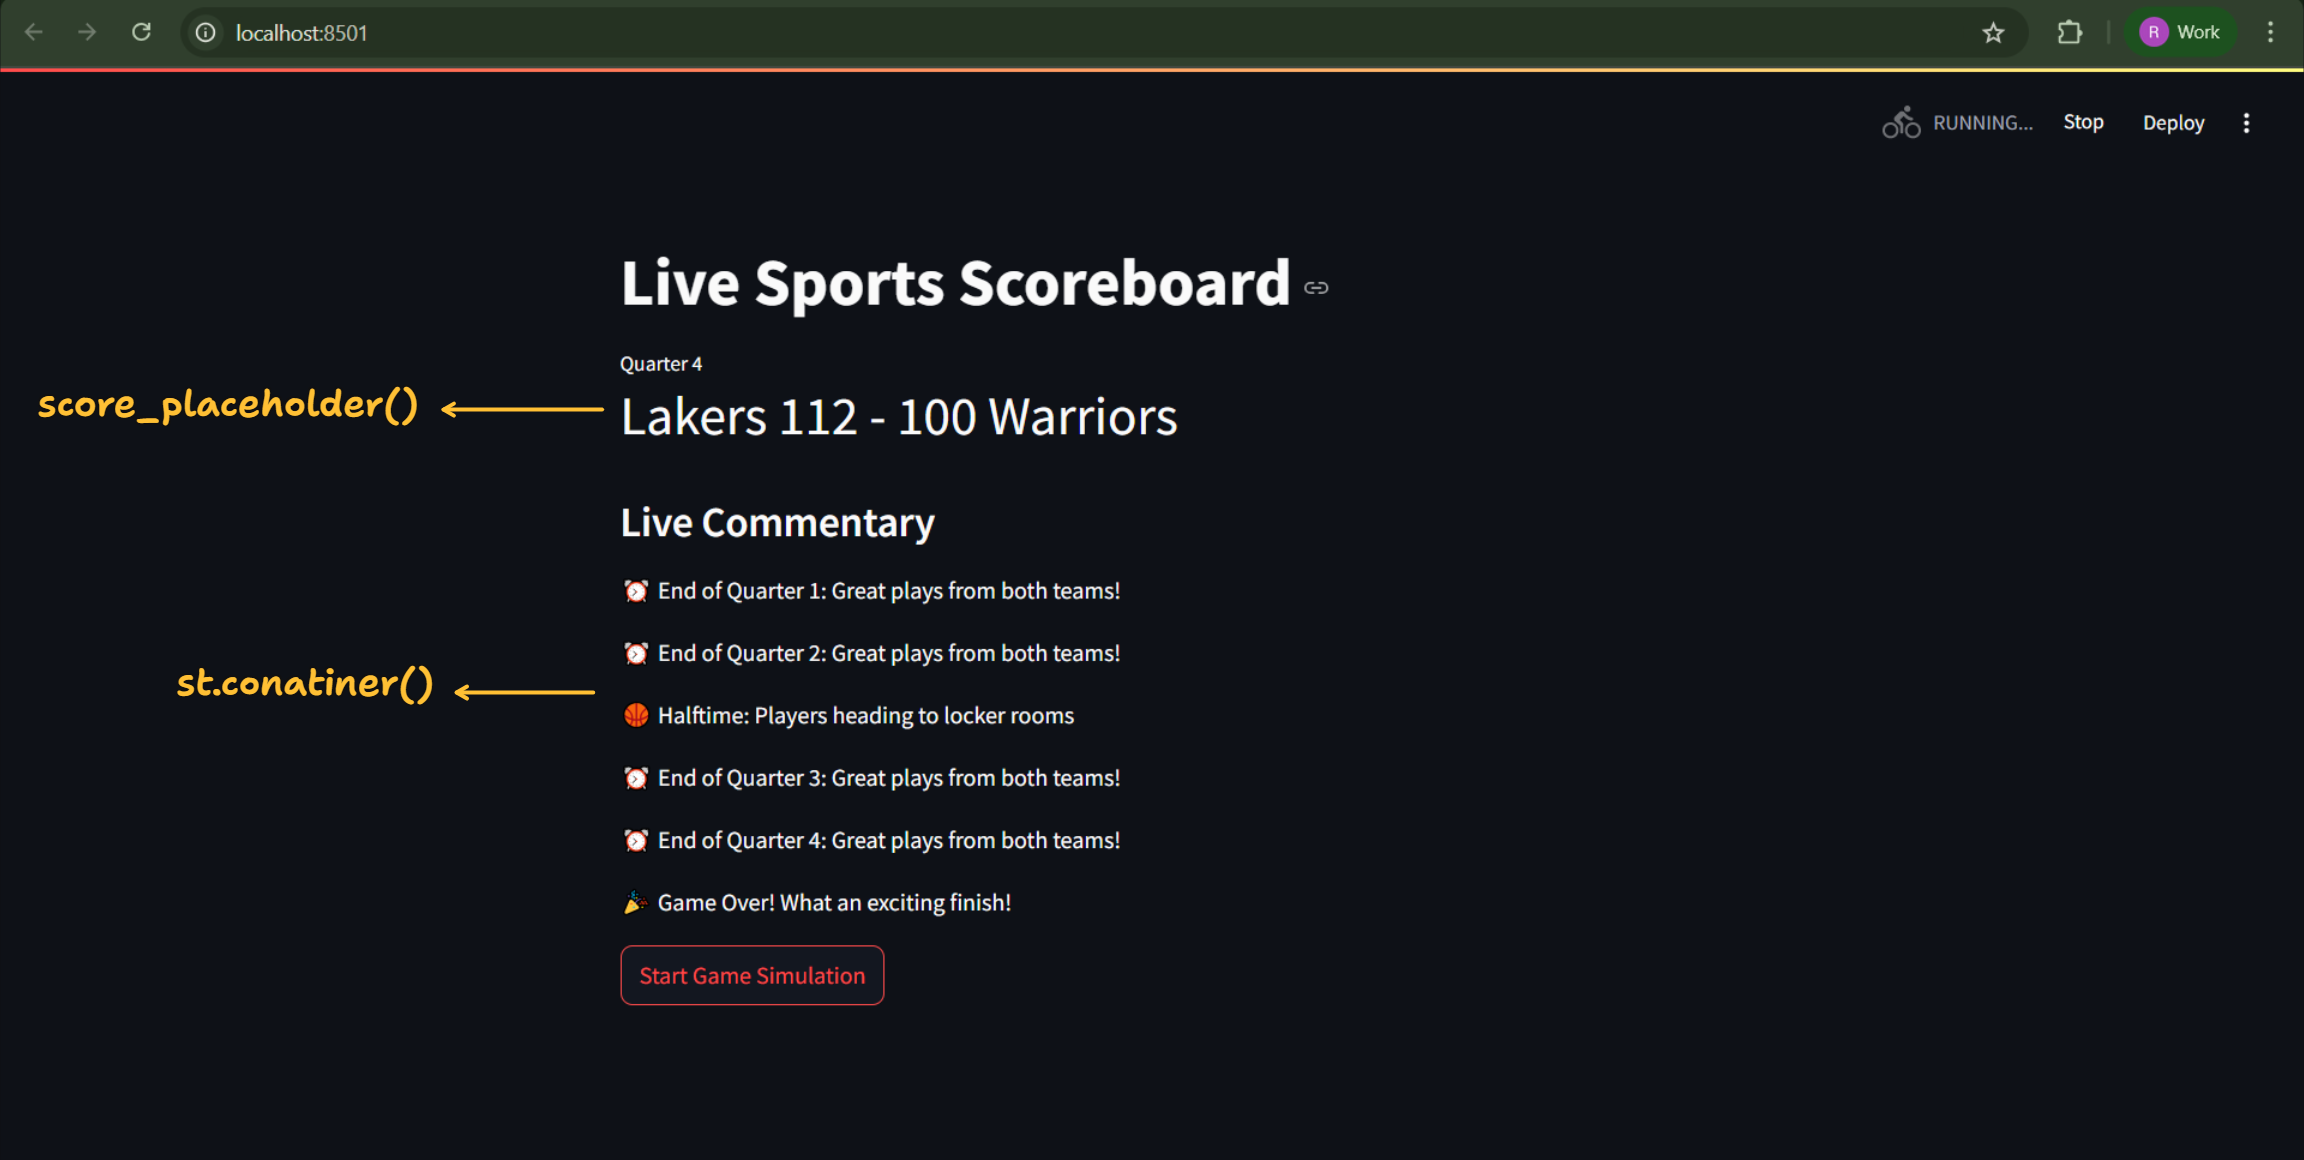 localhost:8501
R Work
RUNNING... Stop Deploy
Live Sports Scoreboard
Quarter 4
score_placeholder()
Lakers 112 - 100 Warriors
Live Commentary
⏰ End of Quarter 1: Great plays from both teams!
⏰ End of Quarter 2: Great plays from both teams!
st.conatiner()
🏀 Halftime: Players heading to locker rooms
⏰ End of Quarter 3: Great plays from both teams!
⏰ End of Quarter 4: Great plays from both teams!
🎉 Game Over! What an exciting finish!
Start Game Simulation